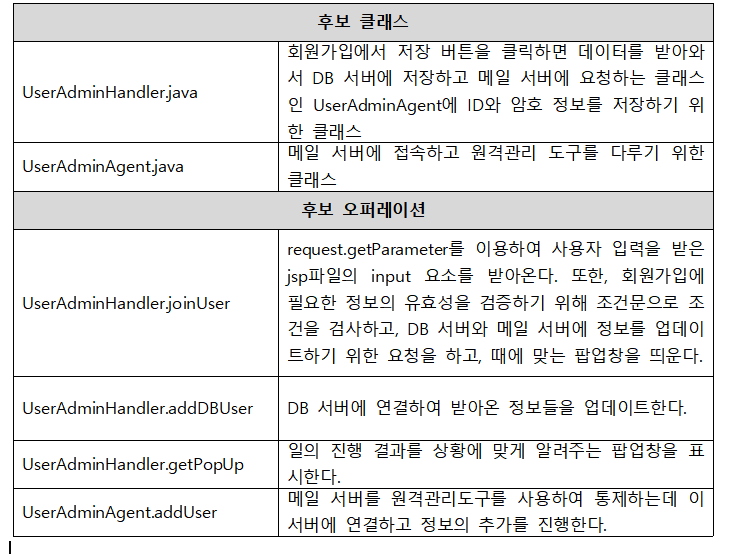 후보 클래스
UserAdminHandler.java
회원가입에서 저장 버튼을 클릭하면 데이터를 받아와
서 DB 서버에 저장하고 메일 서버에 요청하는 클래스
인 UserAdminAgent에 ID와 암호 정보를 저장하기 위
한 클래스
UserAdminAgent.java
메일 서버에 접속하고 원격관리 도구를 다루기 위한
클래스
후보 오퍼레이션
UserAdminHandler.joinUser
request.getParameter를 이용하여 사용자 입력을 받은
jsp파일의 input 요소를 받아온다. 또한, 회원가입에
필요한 정보의 유효성을 검증하기 위해 조건문으로 조
건을 검사하고, DB 서버와 메일 서버에 정보를 업데이
트하기 위한 요청을 하고, 때에 맞는 팝업창을 띄운다.
UserAdminHandler.addDBUser
DB 서버에 연결하여 받아온 정보들을 업데이트한다.
UserAdminHandler.getPopUp
일의 진행 결과를 상황에 맞게 알려주는 팝업창을 표
시한다.
UserAdminAgent.addUser
메일 서버를 원격관리도구를 사용하여 통제하는데 이
서버에 연결하고 정보의 추가를 진행한다.